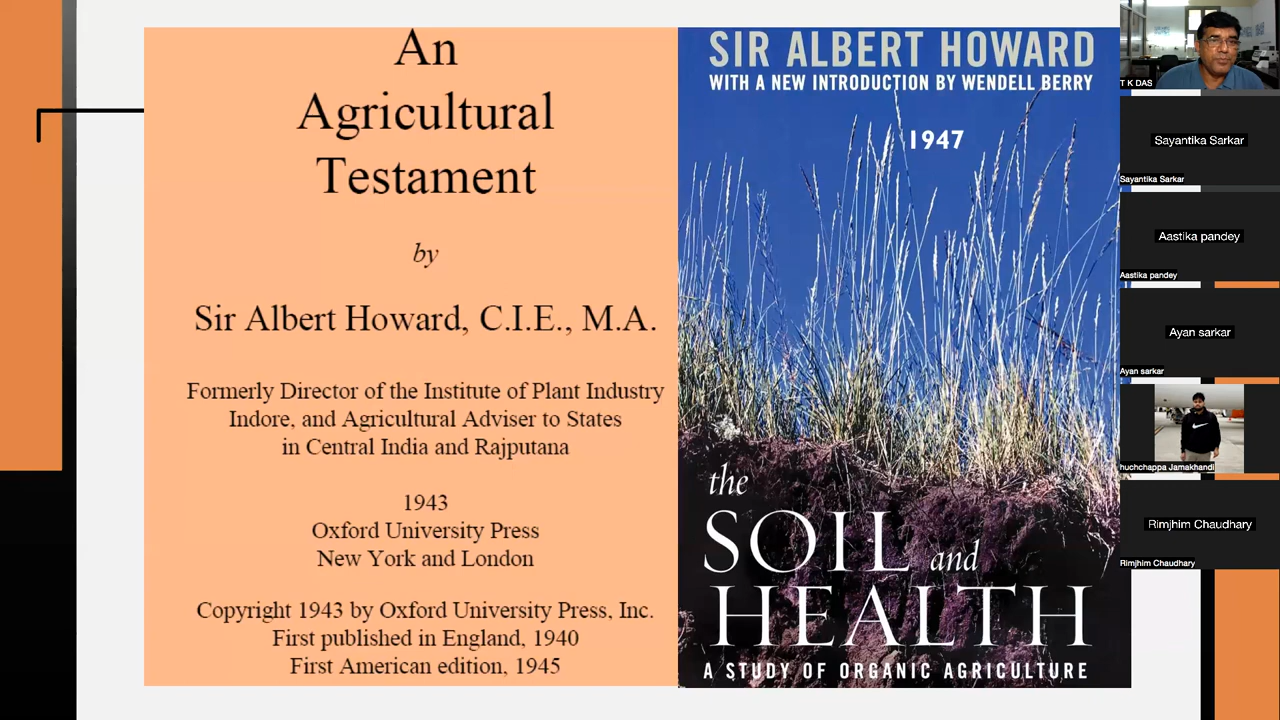 An
Agricultural
Testament
by
Sir Albert Howard, C.I.E., M.A.
Formerly Director of the Institute of Plant Industry
Indore, and Agricultural Adviser to States
in Central India and Rajputana
1943
Oxford University Press
New York and London
Copyright 1943 by Oxford University Press, Inc.
First published in England, 1940
First American edition, 1945
SIR ALBERT HOWARD
WITH A NEW INTRODUCTION BY WENDELL BERRY
1947
the
SOIL and
HEALTH
A STUDY OF ORGANIC AGRICULTURE
T K DAS
Sayantika Sarkar
Sayantika Sarkar
Aastika pandey
Aastika pandey
Ayan sarkar
Ayan sarkar
huchchappa Jamakhandi
Rimjhim Chaudhary
Rimjhim Chaudhary